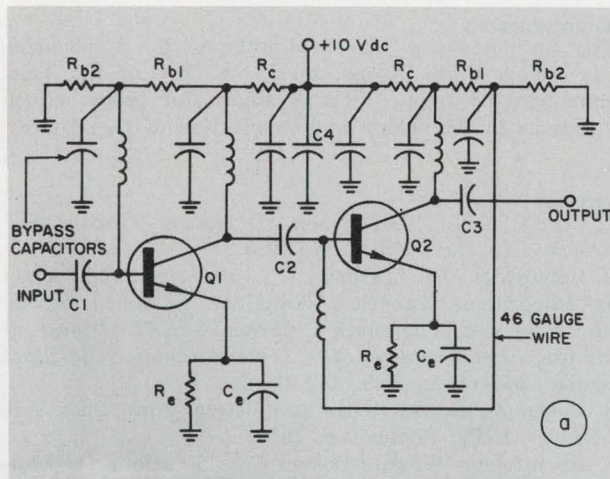 +10 V dc
Rb2 Rb1 Rc Rc Rb1 Rb2
C4
BYPASS
CAPACITORS
C3
OUTPUT
Q1
C2
Q2
INPUT
C1
46 GAUGE
WIRE
Re Ce
Re Ce
a